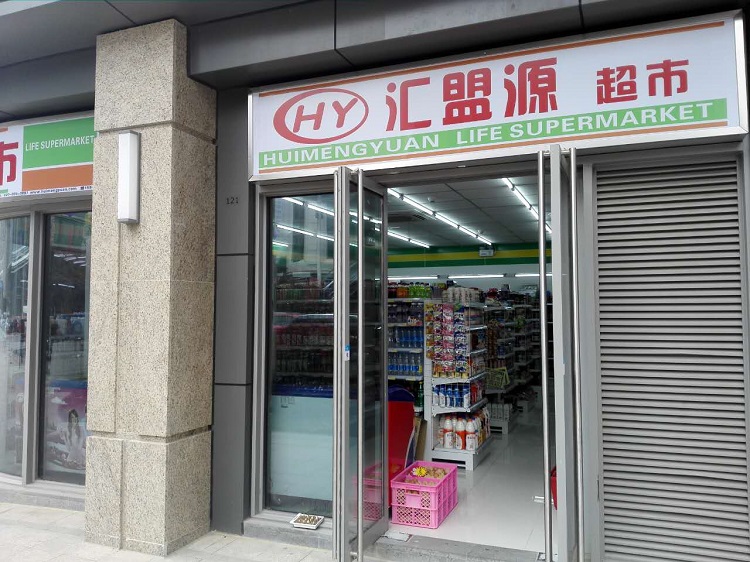 市
LIFE SUPERMARKET
HY 汇盟源 超市
HUIMENGYUAN LIFE SUPERMARKET
121